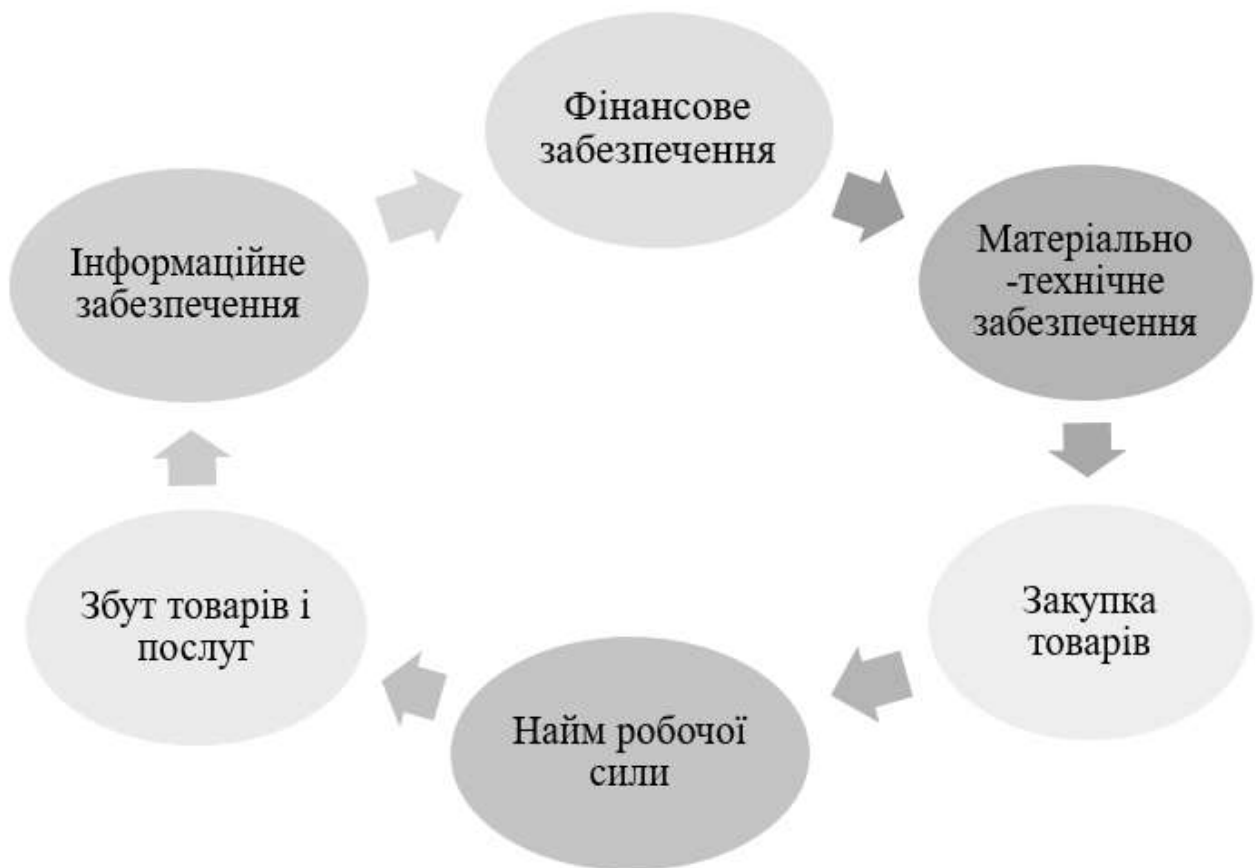 Фінансове
забезпечення
Матеріально
-технічне
забезпечення
Закупка
товарів
Найм робочої
сили
Збут товарів і
послуг
Інформаційне
забезпечення